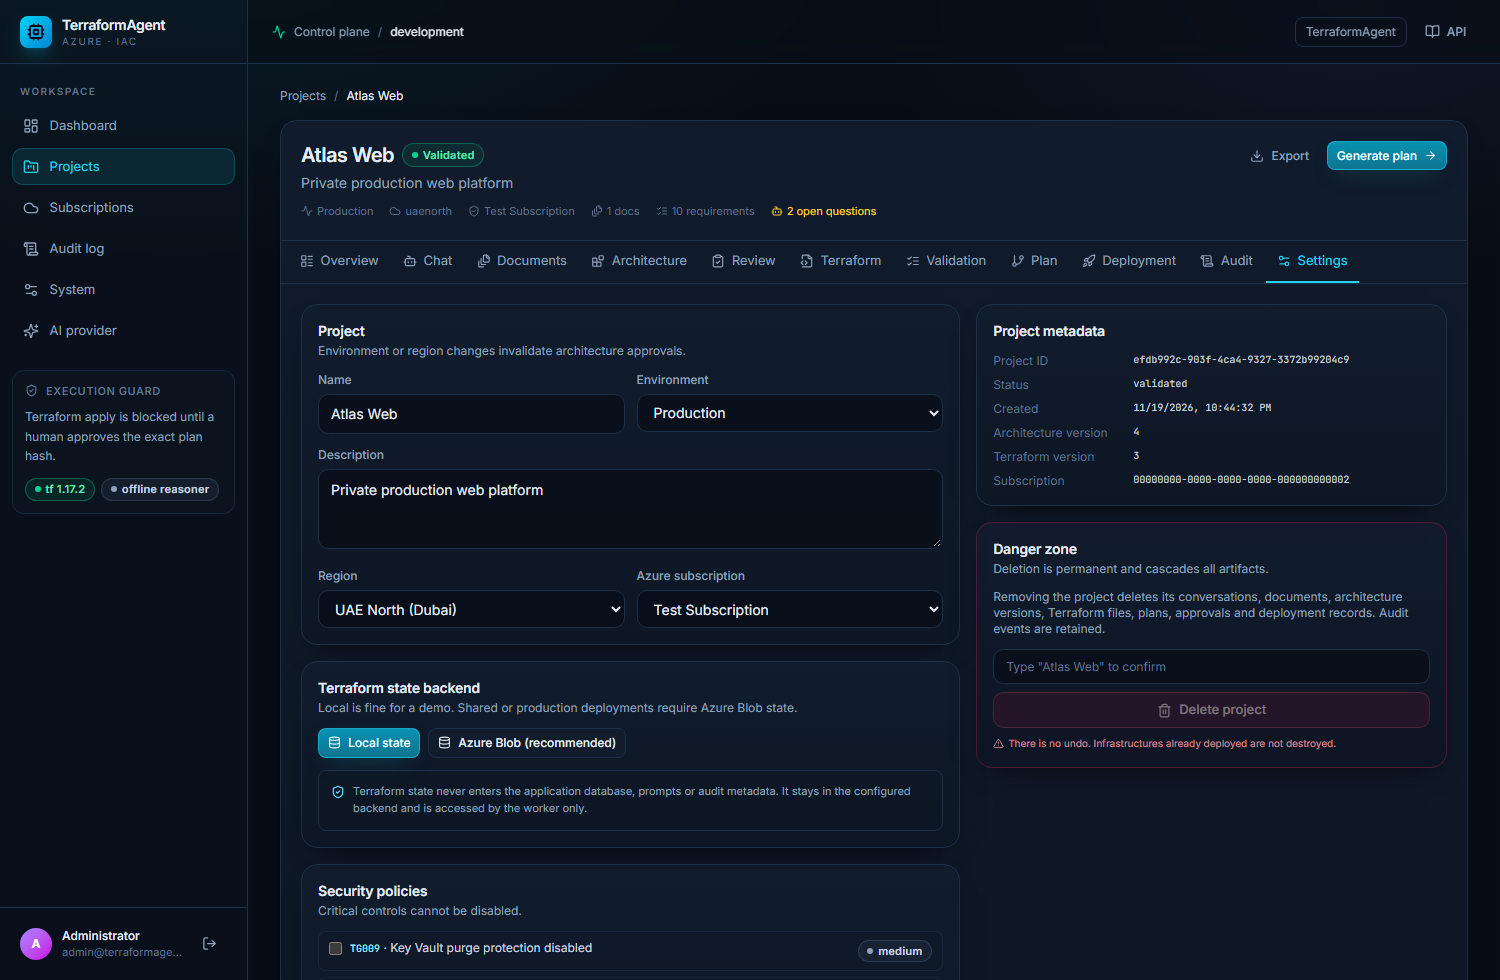 TerraformAgent
AZURE · IAC
Control plane / development
TerraformAgent
API
WORKSPACE
Dashboard
Projects
Subscriptions
Audit log
System
AI provider
EXECUTION GUARD
Terraform apply is blocked until a
human approves the exact plan
hash.
tf 1.17.2
offline reasoner
Administrator
admin@terraformage...
A
Projects / Atlas Web
Atlas Web
Validated
Export
Generate plan
Private production web platform
Production
uaenorth
Test Subscription
1 docs
10 requirements
2 open questions
Overview
Chat
Documents
Architecture
Review
Terraform
Validation
Plan
Deployment
Audit
Settings
Project
Environment or region changes invalidate architecture approvals.
Name
Environment
Atlas Web
Production
Description
Private production web platform
Region
Azure subscription
UAE North (Dubai)
Test Subscription
Terraform state backend
Local is fine for a demo. Shared or production deployments require Azure Blob state.
Local state
Azure Blob (recommended)
Terraform state never enters the application database, prompts or audit metadata. It stays in the configured
backend and is accessed by the worker only.
Security policies
Critical controls cannot be disabled.
TG009 · Key Vault purge protection disabled
medium
Project metadata
Project ID efdb992c-903f-4ca4-9327-3372b99204c9
Status validated
Created 11/19/2026, 10:44:32 PM
Architecture version 4
Terraform version 3
Subscription 00000000-0000-0000-0000-000000000002
Danger zone
Deletion is permanent and cascades all artifacts.
Removing the project deletes its conversations, documents, architecture
versions, Terraform files, plans, approvals and deployment records. Audit
events are retained.
Type "Atlas Web" to confirm
Delete project
There is no undo. Infrastructures already deployed are not destroyed.